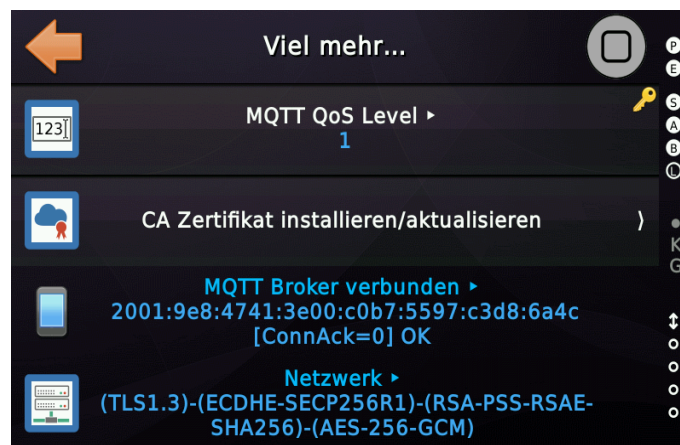 Viel mehr...
P
E
123
MQTT QoS Level ▸
1
S
A
B
L
CA Zertifikat installieren/aktualisieren ⟩
K
G
MQTT Broker verbunden ▸
2001:9e8:4741:3e00:c0b7:5597:c3d8:6a4c
[ConnAck=0] OK
Netzwerk ▸
(TLS1.3)-(ECDHE-SECP256R1)-(RSA-PSS-RSAE-
SHA256)-(AES-256-GCM)